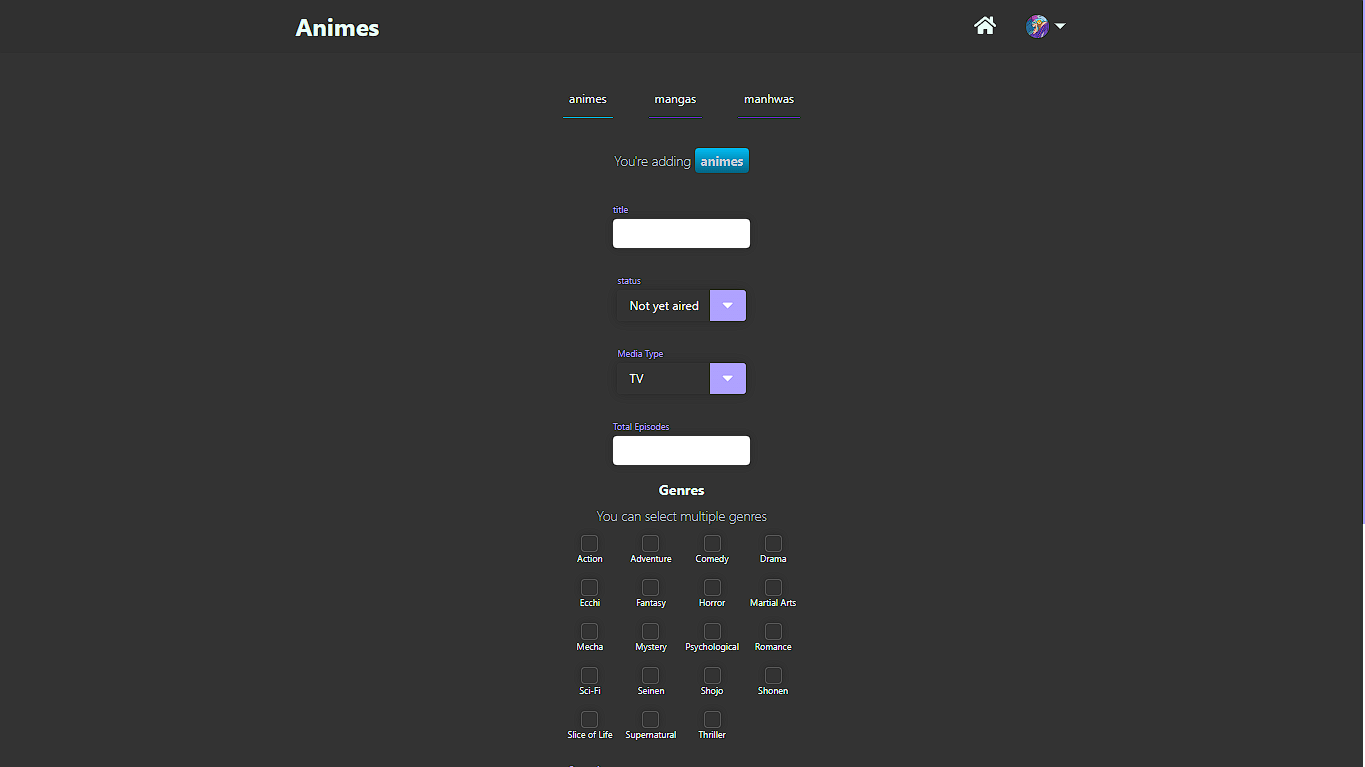 Animes
animes mangas manhwas
You're adding animes
title
status
Not yet aired
Media Type
TV
Total Episodes
Genres
You can select multiple genres
Action Adventure Comedy Drama
Ecchi Fantasy Horror Martial Arts
Mecha Mystery Psychological Romance
Sci-Fi Seinen Shojo Shonen
Slice of Life Supernatural Thriller